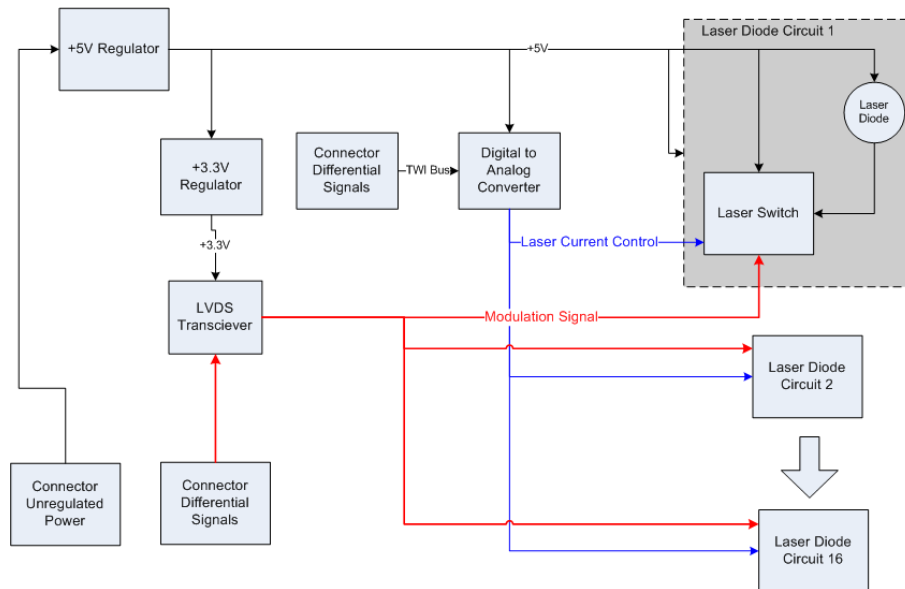 Laser Diode Circuit 1
+5V Regulator
+5V
Laser
Diode
+3.3V
Regulator
Connector
Differential
Signals
TWI Bus
Digital to
Analog
Converter
Laser Switch
+3.3V
Laser Current Control
LVDS
Transciever
Modulation Signal
Laser Diode
Circuit 2
Connector
Unregulated
Power
Connector
Differential
Signals
Laser Diode
Circuit 16